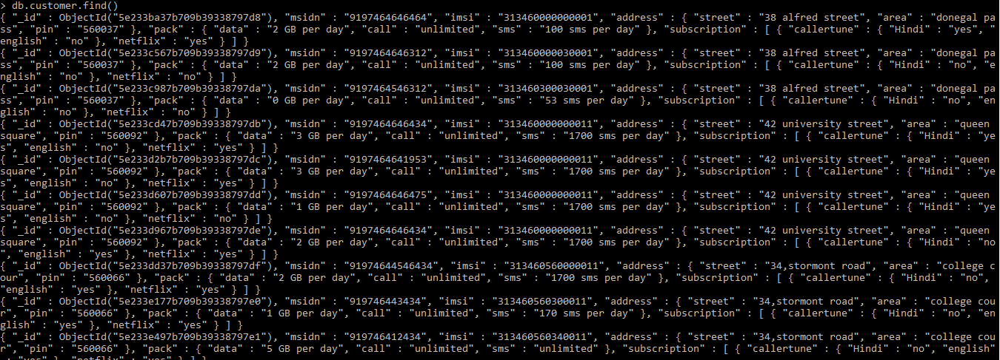 > db.customer.find()
{ "_id" : ObjectId("5e233ba37b709b39338797d8"), "msidn" : "9197464646464", "imsi" : "313460000000001", "address" : { "street" : "38 alfred street", "area" : "donegal pa
ss", "pin" : "560037" }, "pack" : { "data" : "2 GB per day", "call" : "unlimited", "sms" : "100 sms per day" }, "subscription" : [ { "callertune" : { "Hindi" : "yes", "
english" : "no" }, "netflix" : "yes" } ] }
{ "_id" : ObjectId("5e233c567b709b39338797d9"), "msidn" : "9197464646312", "imsi" : "313460000030001", "address" : { "street" : "38 alfred street", "area" : "donegal pa
ss", "pin" : "560037" }, "pack" : { "data" : "2 GB per day", "call" : "unlimited", "sms" : "100 sms per day" }, "subscription" : [ { "callertune" : { "Hindi" : "no", "e
nglish" : "no" }, "netflix" : "no" } ] }
{ "_id" : ObjectId("5e233c987b709b39338797da"), "msidn" : "9197464546312", "imsi" : "313460300030001", "address" : { "street" : "38 alfred street", "area" : "donegal pa
ss", "pin" : "560037" }, "pack" : { "data" : "0 GB per day", "call" : "unlimited", "sms" : "53 sms per day" }, "subscription" : [ { "callertune" : { "Hindi" : "no", "en
glish" : "no" }, "netflix" : "no" } ] }
{ "_id" : ObjectId("5e233cd47b709b39338797db"), "msidn" : "9197464646434", "imsi" : "313460000000011", "address" : { "street" : "42 university street", "area" : "queen
square", "pin" : "560092" }, "pack" : { "data" : "3 GB per day", "call" : "unlimited", "sms" : "1700 sms per day" }, "subscription" : [ { "callertune" : { "Hindi" : "ye
s", "english" : "no" }, "netflix" : "yes" } ] }
{ "_id" : ObjectId("5e233d2b7b709b39338797dc"), "msidn" : "9197464641953", "imsi" : "313460000000011", "address" : { "street" : "42 university street", "area" : "queen
square", "pin" : "560092" }, "pack" : { "data" : "3 GB per day", "call" : "unlimited", "sms" : "1700 sms per day" }, "subscription" : [ { "callertune" : { "Hindi" : "ye
s", "english" : "no" }, "netflix" : "yes" } ] }
{ "_id" : ObjectId("5e233d607b709b39338797dd"), "msidn" : "9197464646475", "imsi" : "313460000000011", "address" : { "street" : "42 university street", "area" : "queen
square", "pin" : "560092" }, "pack" : { "data" : "1 GB per day", "call" : "unlimited", "sms" : "1700 sms per day" }, "subscription" : [ { "callertune" : { "Hindi" : "ye
s", "english" : "no" }, "netflix" : "no" } ] }
{ "_id" : ObjectId("5e233d967b709b39338797de"), "msidn" : "9197464646434", "imsi" : "313460000000011", "address" : { "street" : "42 university street", "area" : "queen
square", "pin" : "560092" }, "pack" : { "data" : "2 GB per day", "call" : "unlimited", "sms" : "1700 sms per day" }, "subscription" : [ { "callertune" : { "Hindi" : "no"
, "english" : "yes" }, "netflix" : "yes" } ] }
{ "_id" : ObjectId("5e233dd37b709b39338797df"), "msidn" : "91974644546434", "imsi" : "313460560000011", "address" : { "street" : "34,stormont road", "area" : "college c
our", "pin" : "560066" }, "pack" : { "data" : "2 GB per day", "call" : "unlimited", "sms" : "1700 sms per day" }, "subscription" : [ { "callertune" : { "Hindi" : "no",
"english" : "yes" }, "netflix" : "yes" } ] }
{ "_id" : ObjectId("5e233e177b709b39338797e0"), "msidn" : "919746443434", "imsi" : "313460560300011", "address" : { "street" : "34,stormont road", "area" : "college cou
r", "pin" : "560066" }, "pack" : { "data" : "1 GB per day", "call" : "unlimited", "sms" : "170 sms per day" }, "subscription" : [ { "callertune" : { "Hindi" : "no", "en
glish" : "yes" }, "netflix" : "yes" } ] }
{ "_id" : ObjectId("5e233e497b709b39338797e1"), "msidn" : "919746412434", "imsi" : "313460560340011", "address" : { "street" : "34,stormont road", "area" : "college cou
r", "pin" : "560066" }, "pack" : { "data" : "5 GB per day", "call" : "unlimited", "sms" : "unlimited" }, "subscription" : [ { "callertune" : { "Hindi" : "no", "english"
: "yes" }, "netflix" : "yes" } ] }